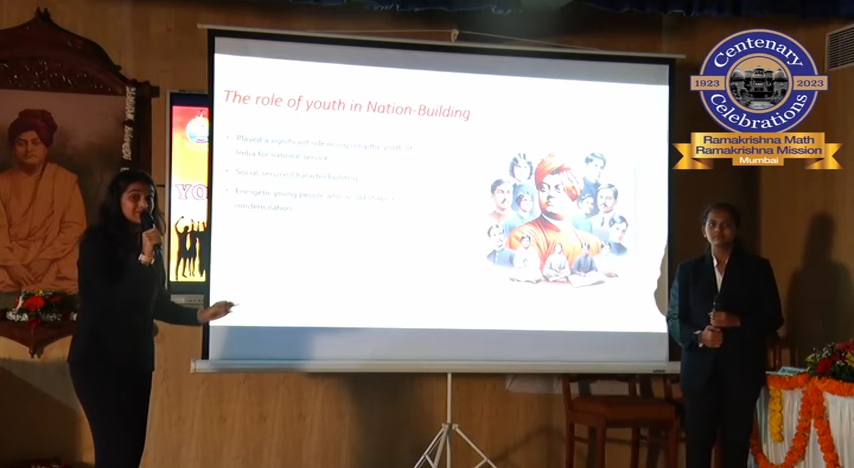 Centenary
1923 2023
Celebrations
Ramakrishna Math
Ramakrishna Mission
Mumbai
The role of youth in Nation-Building
• Played a significant role in inspiring the youth of
India for national service
• Social service/Character building
• Energetic young people who could shape a
modern nation
YO